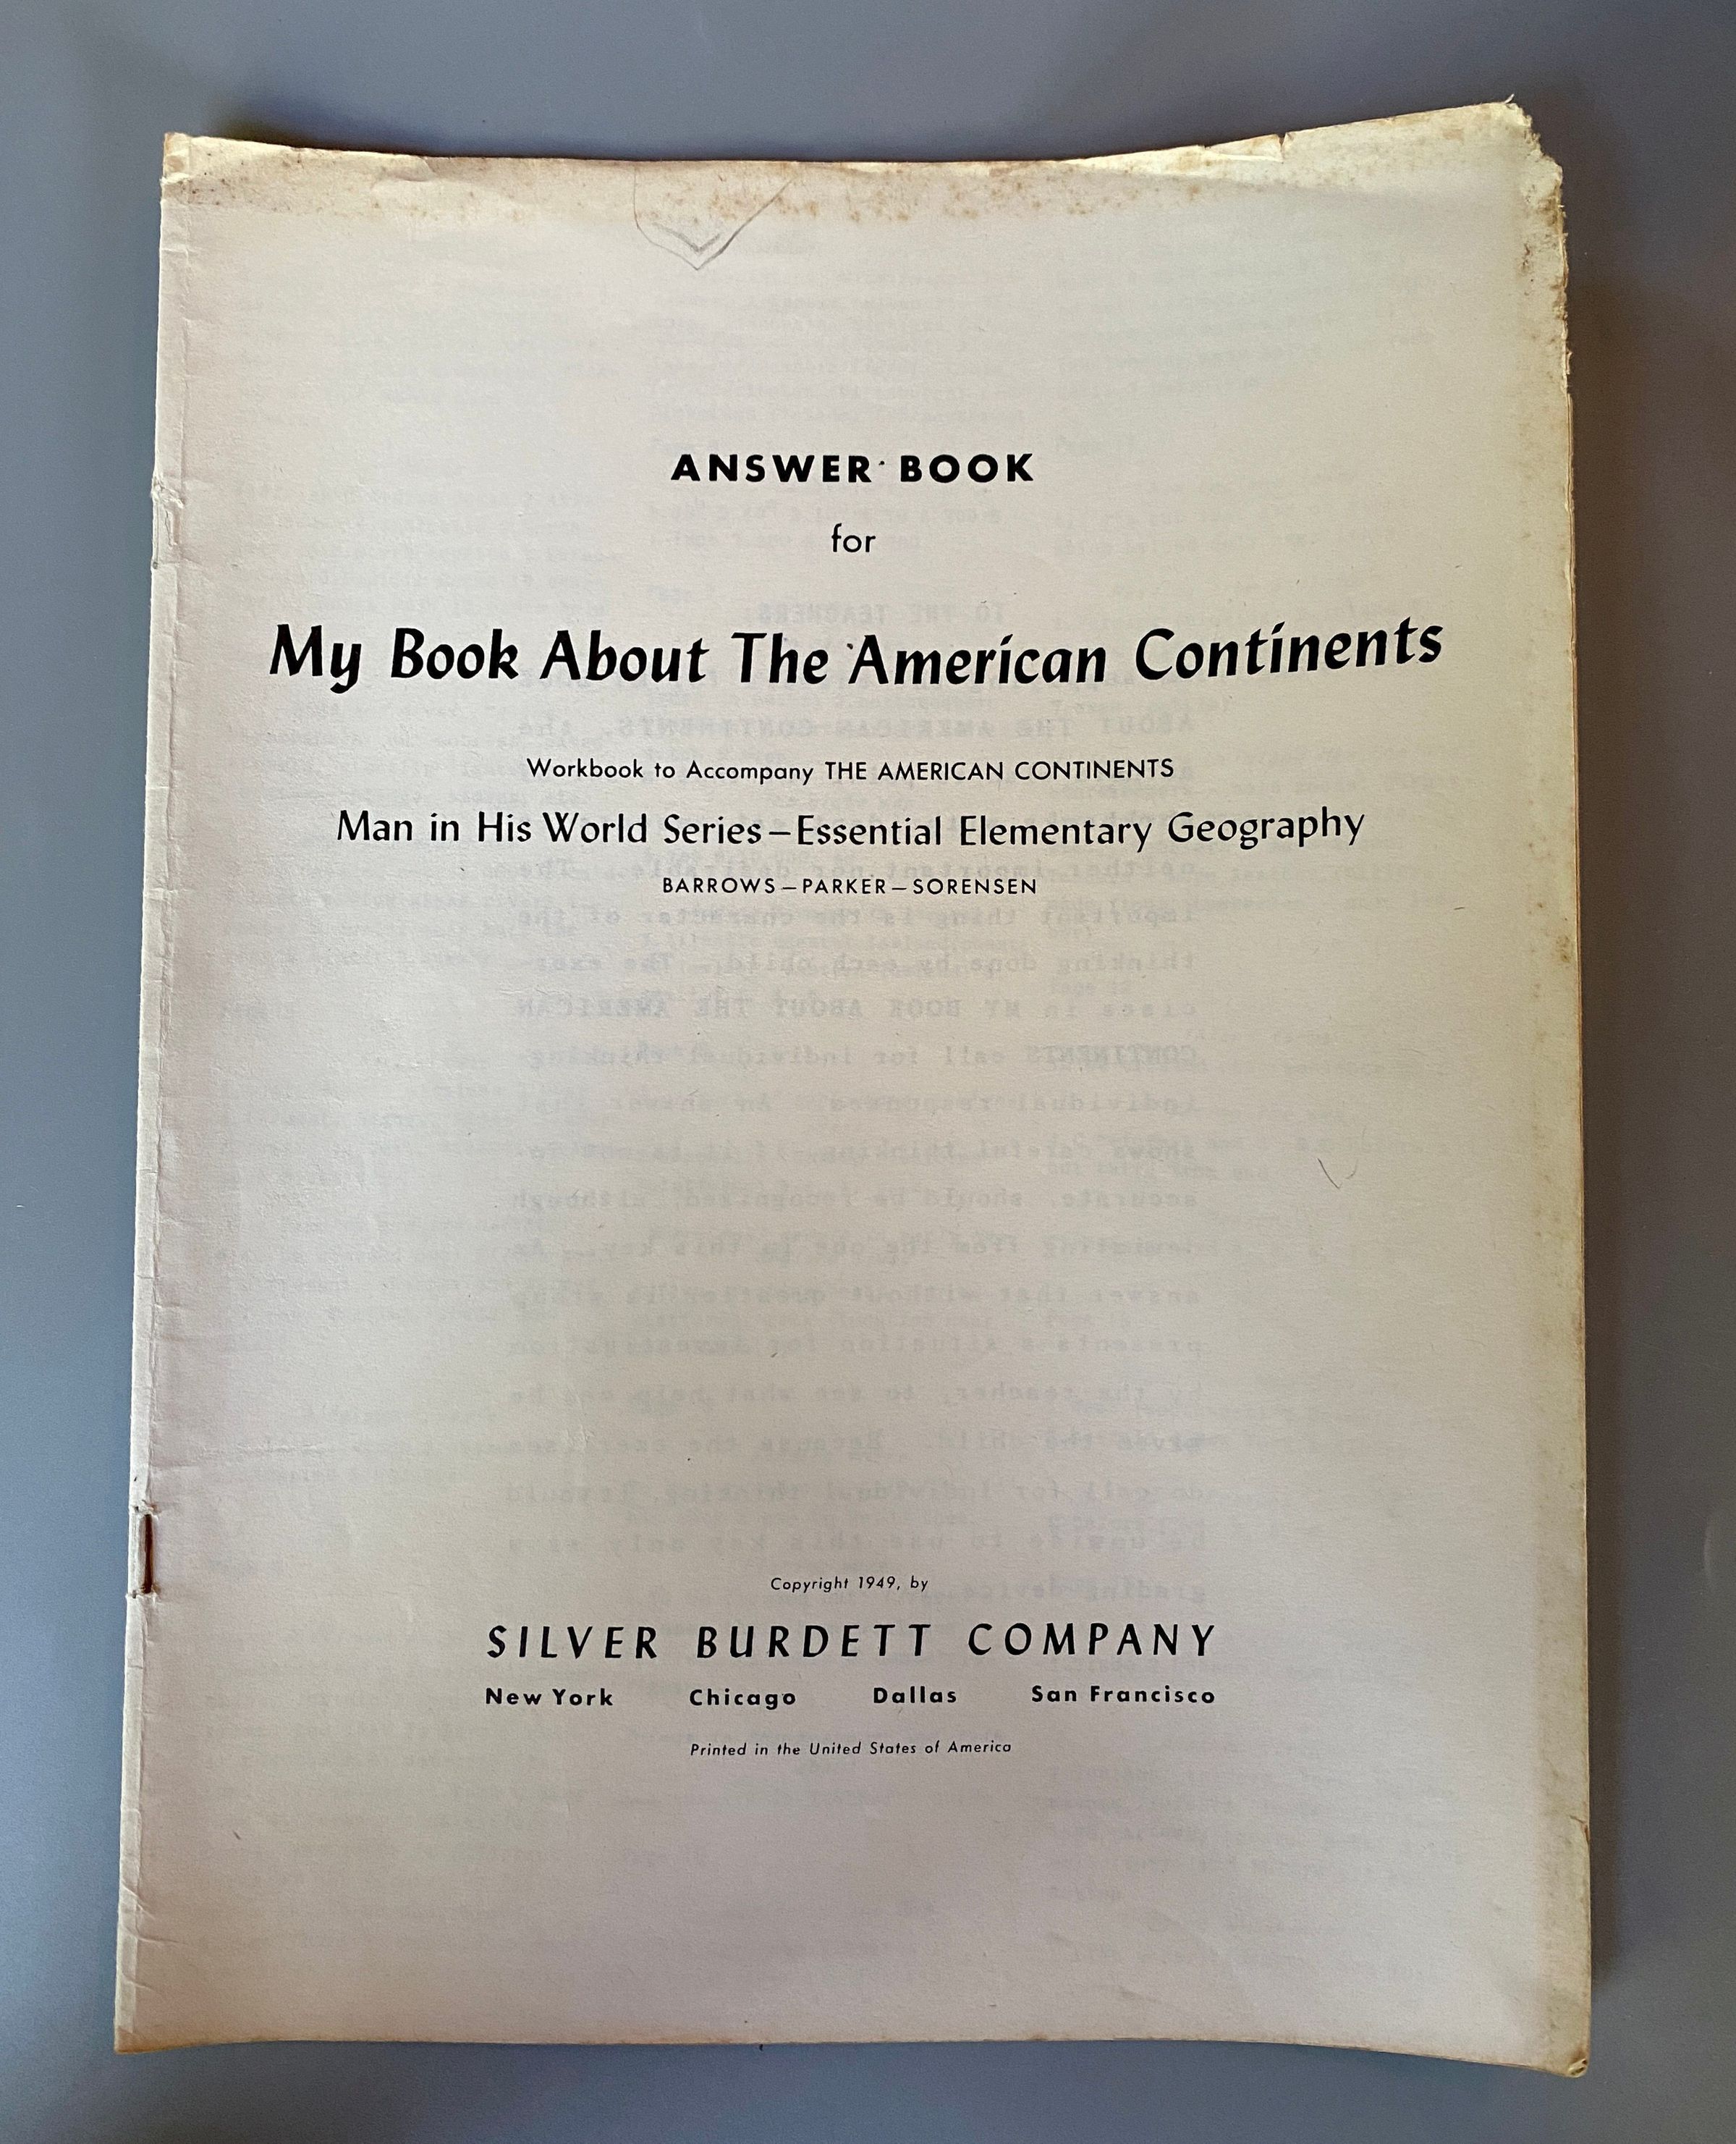 ANSWER BOOK
for
My Book About The American Continents
Workbook to Accompany THE AMERICAN CONTINENTS
Man in His World Series–Essential Elementary Geography
BARROWS–PARKER–SORENSEN
Copyright 1949, by
SILVER BURDETT COMPANY
New York Chicago Dallas San Francisco
Printed in the United States of America